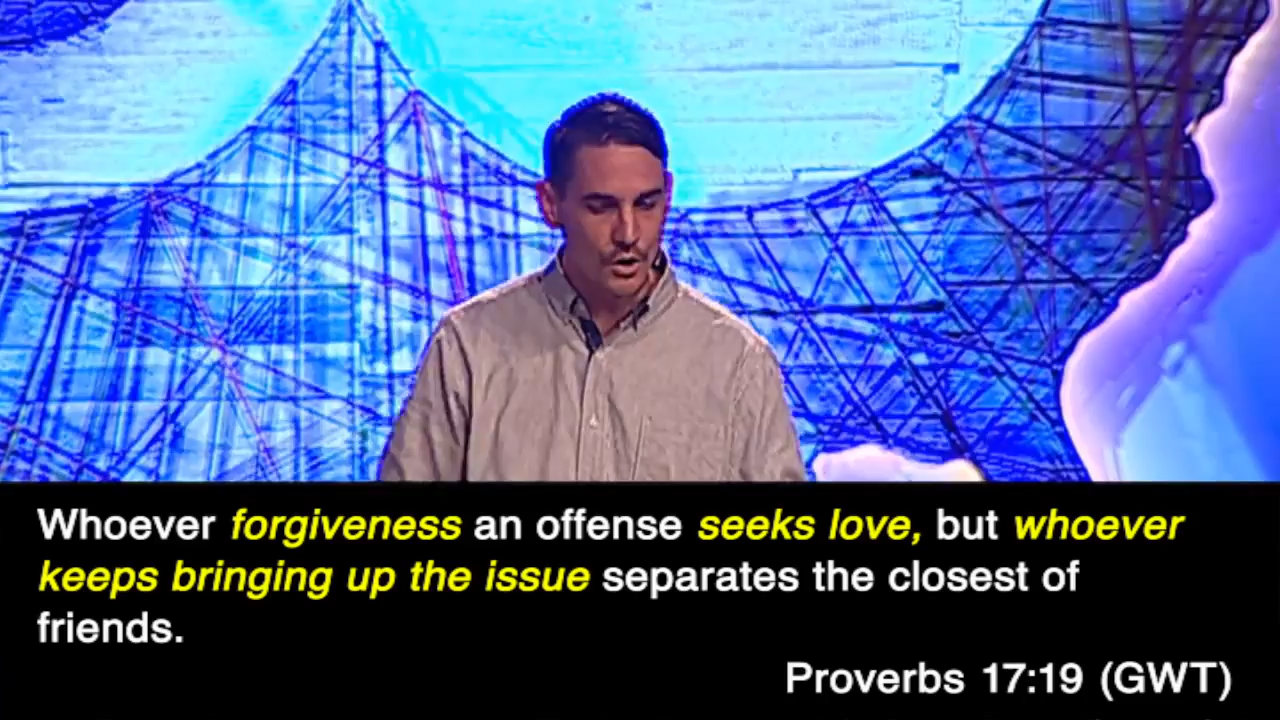 Whoever forgiveness an offense seeks love, but whoever
keeps bringing up the issue separates the closest of
friends.
Proverbs 17:19 (GWT)